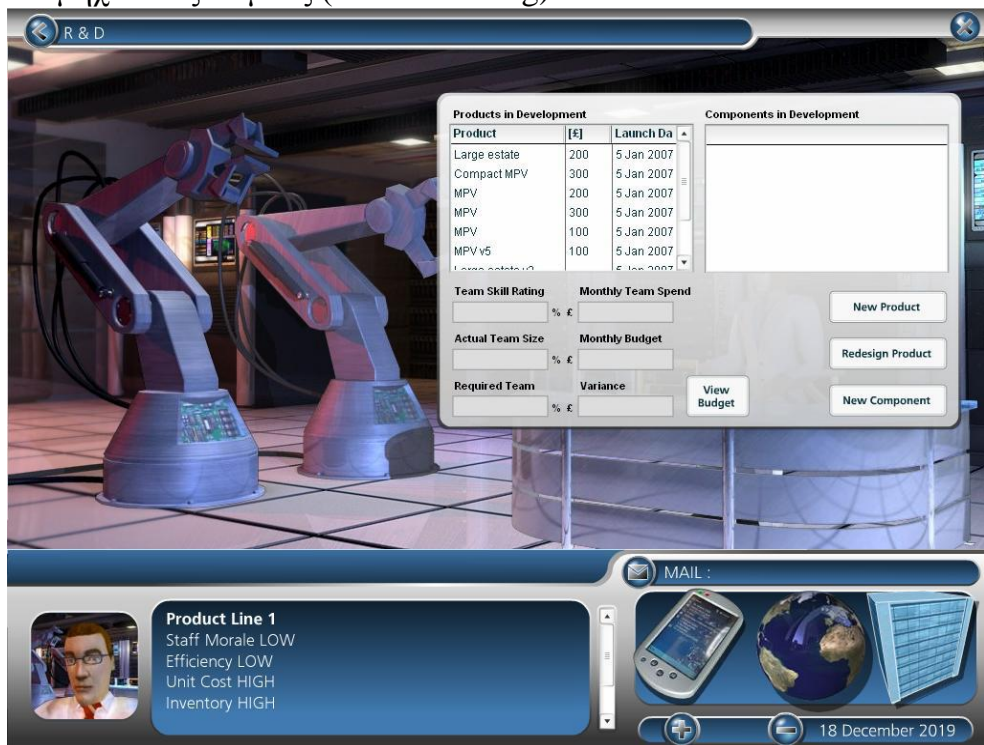 R & D
Products in Development
Product [£] Launch Da
Large estate 200 5 Jan 2007
Compact MPV 300 5 Jan 2007
MPV 200 5 Jan 2007
MPV 300 5 Jan 2007
MPV 100 5 Jan 2007
MPV v5 100 5 Jan 2007
Components in Development
Team Skill Rating Monthly Team Spend
% £
Actual Team Size Monthly Budget
% £
Required Team Variance
% £
View Budget
New Product
Redesign Product
New Component
MAIL :
Product Line 1
Staff Morale LOW
Efficiency LOW
Unit Cost HIGH
Inventory HIGH
18 December 2019